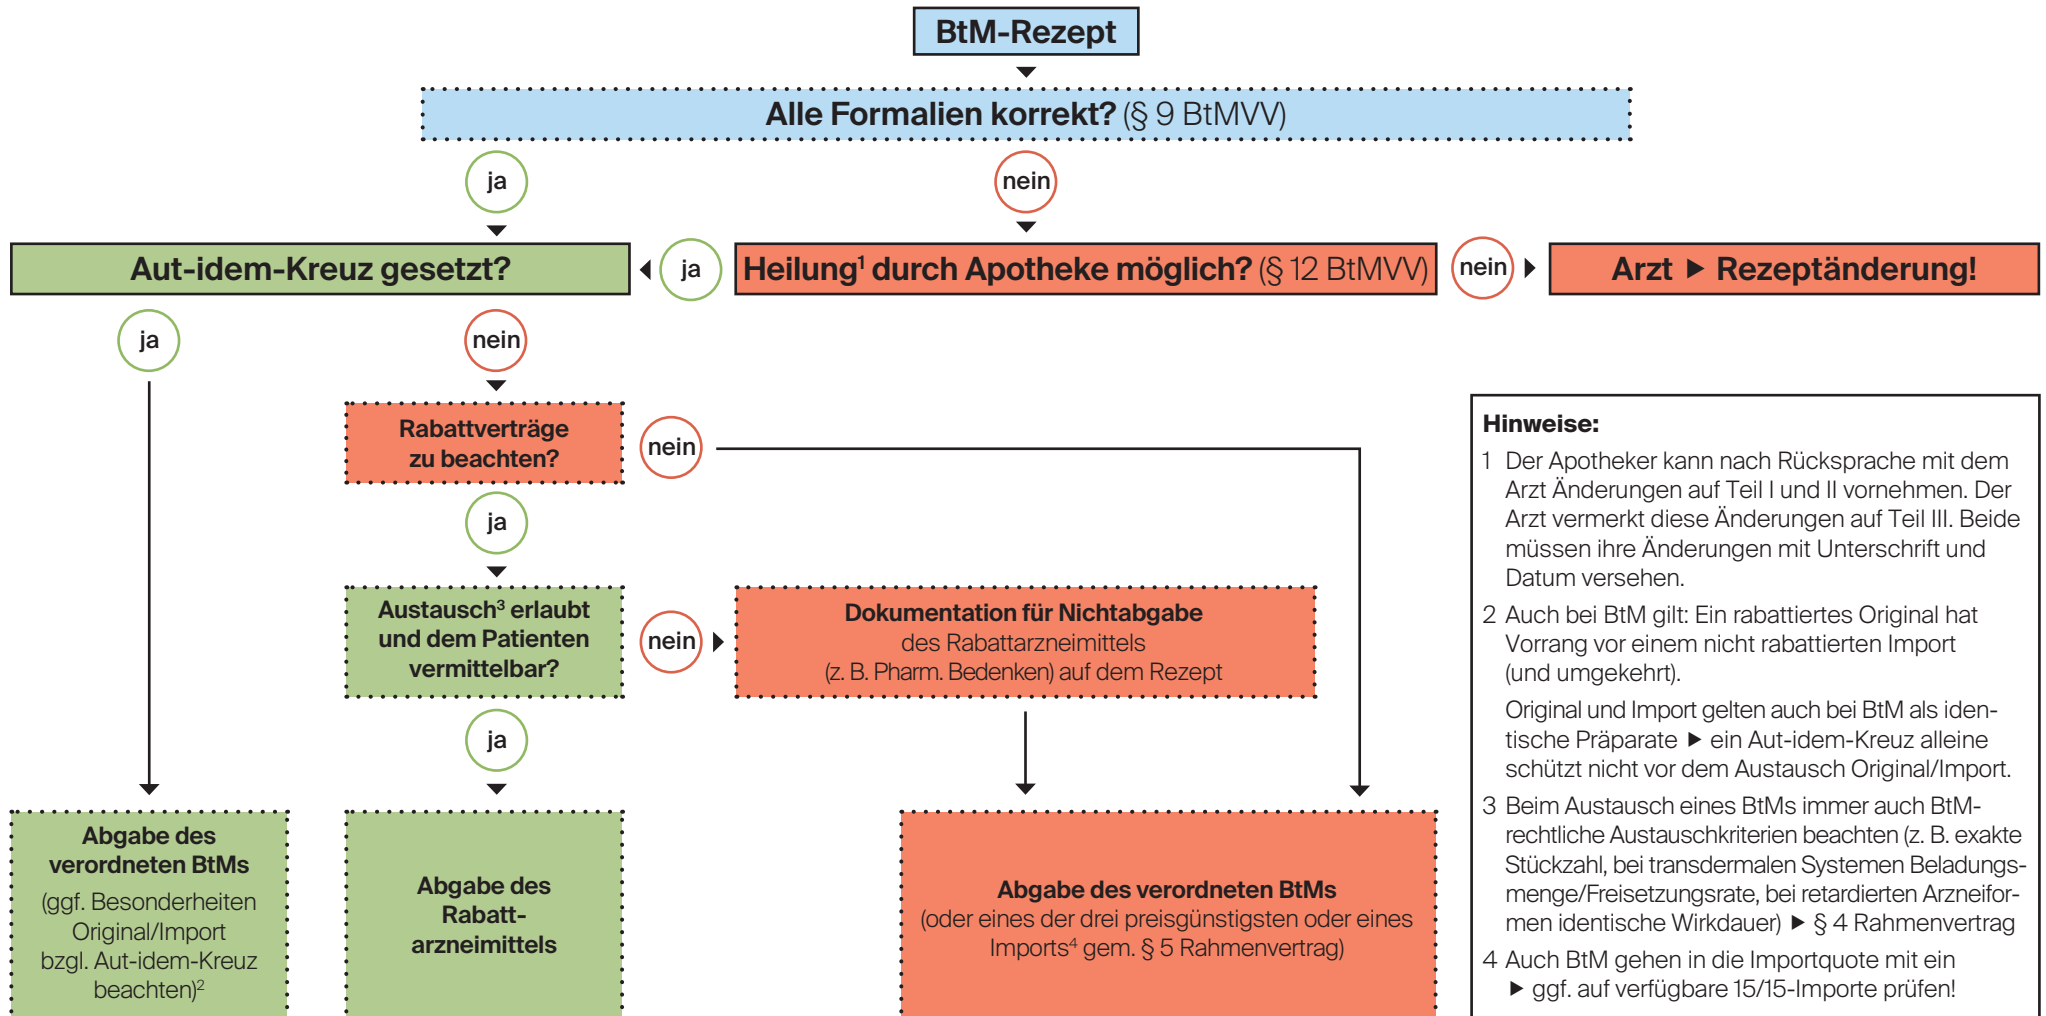 BtM-Rezept
Alle Formalien korrekt? (§ 9 BtMVV)
ja
nein
Aut-idem-Kreuz gesetzt?
ja
Heilung¹ durch Apotheke möglich? (§ 12 BtMVV)
nein
Arzt ▶ Rezeptänderung!
ja
nein
Rabattverträge
zu beachten?
nein
ja
Austausch³ erlaubt
und dem Patienten
vermittelbar?
nein
Dokumentation für Nichtabgabe
des Rabattarzneimittels
(z. B. Pharm. Bedenken) auf dem Rezept
ja
Abgabe des
verordneten BtMs
(ggf. Besonderheiten
Original/Import
bzgl. Aut-idem-Kreuz
beachten)²
Abgabe des
Rabatt-
arzneimittels
Abgabe des verordneten BtMs
(oder eines der drei preisgünstigsten oder eines
Imports⁴ gem. § 5 Rahmenvertrag)
Hinweise:
1 Der Apotheker kann nach Rücksprache mit dem
Arzt Änderungen auf Teil I und II vornehmen. Der
Arzt vermerkt diese Änderungen auf Teil III. Beide
müssen ihre Änderungen mit Unterschrift und
Datum versehen.
2 Auch bei BtM gilt: Ein rabattiertes Original hat
Vorrang vor einem nicht rabattierten Import
(und umgekehrt).
Original und Import gelten auch bei BtM als iden-
tische Präparate ▶ ein Aut-idem-Kreuz alleine
schützt nicht vor dem Austausch Original/Import.
3 Beim Austausch eines BtMs immer auch BtM-
rechtliche Austauschkriterien beachten (z. B. exakte
Stückzahl, bei transdermalen Systemen Beladungs-
menge/Freisetzungsrate, bei retardierten Arzneifor-
men identische Wirkdauer) ▶ § 4 Rahmenvertrag
4 Auch BtM gehen in die Importquote mit ein
▶ ggf. auf verfügbare 15/15-Importe prüfen!